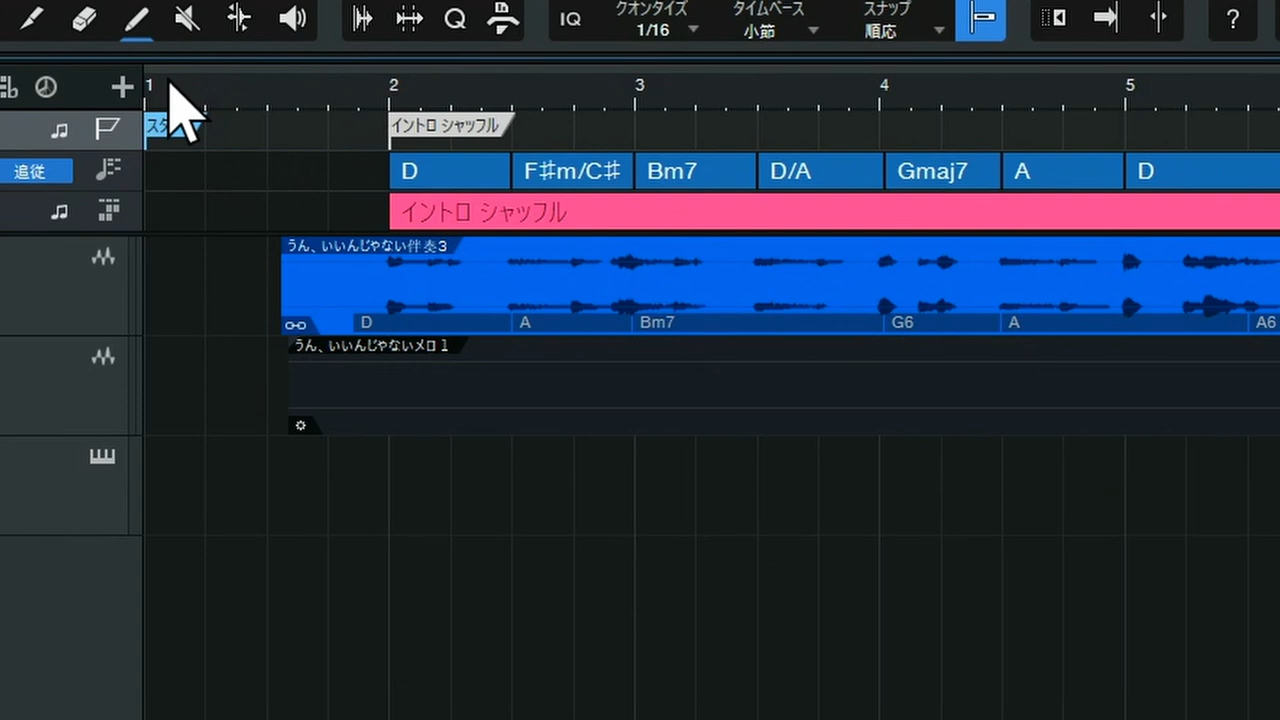 クオンタイズ タイムベース スナップ
IQ 1/16 小節 順応 ?
1 2 3 4 5
イントロ シャッフル
追従 D F♯m/C♯ Bm7 D/A Gmaj7 A D
イントロ シャッフル
うん、いいんじゃない伴奏3
D A Bm7 G6 A A6
うん、いいんじゃないメロ 1